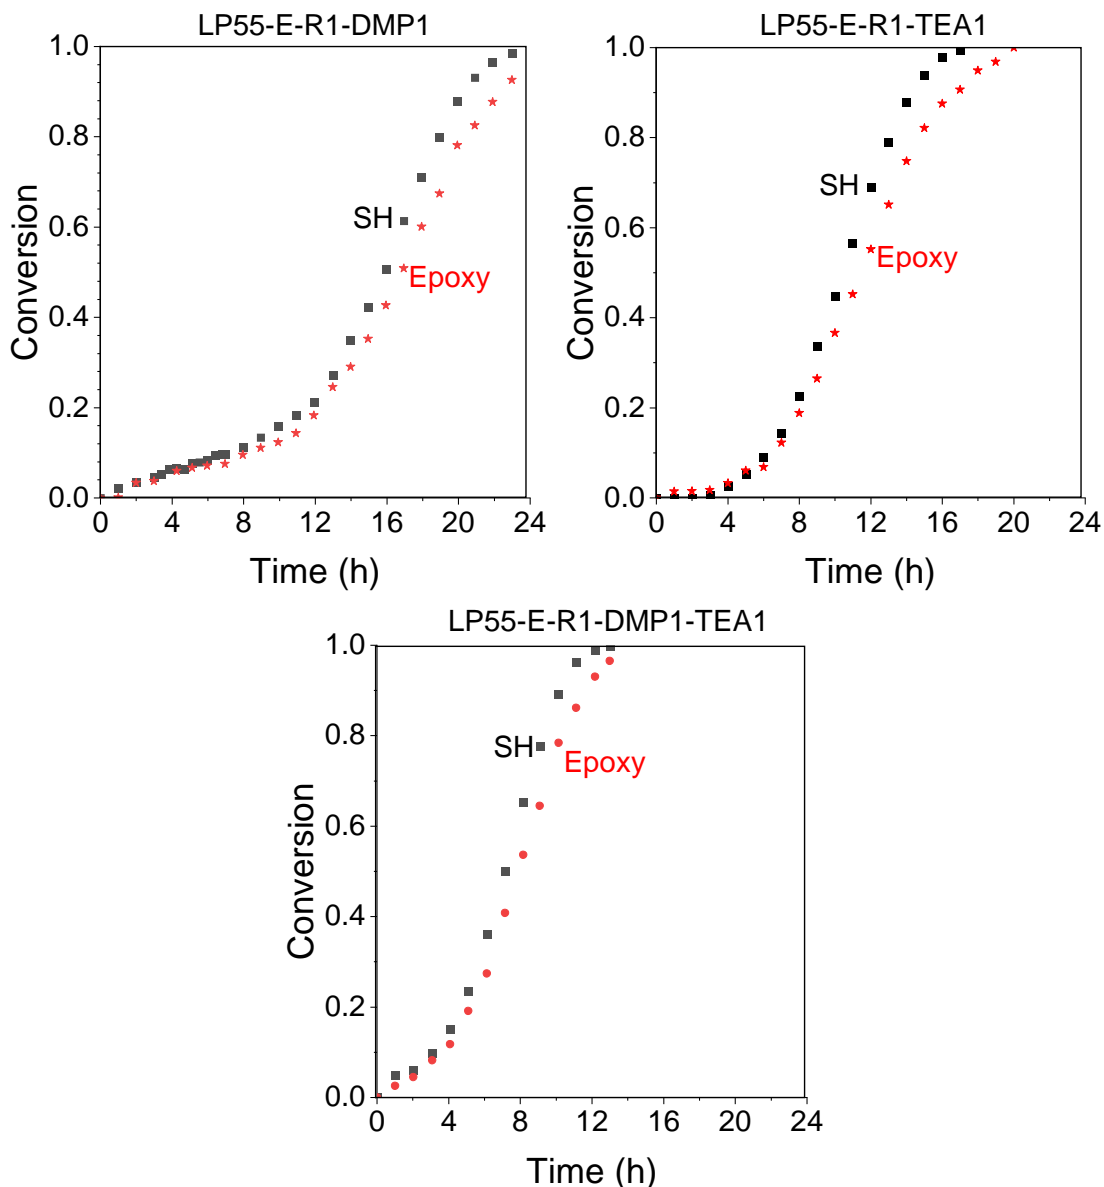 LP55-E-R1-DMP1
Conversion
1.0
0.8
0.6
0.4
0.2
0.0
SH
Epoxy
0 4 8 12 16 20 24
Time (h)
LP55-E-R1-TEA1
Conversion
1.0
0.8
0.6
0.4
0.2
0.0
SH
Epoxy
0 4 8 12 16 20 24
Time (h)
LP55-E-R1-DMP1-TEA1
Conversion
1.0
0.8
0.6
0.4
0.2
0.0
SH
Epoxy
0 4 8 12 16 20 24
Time (h)